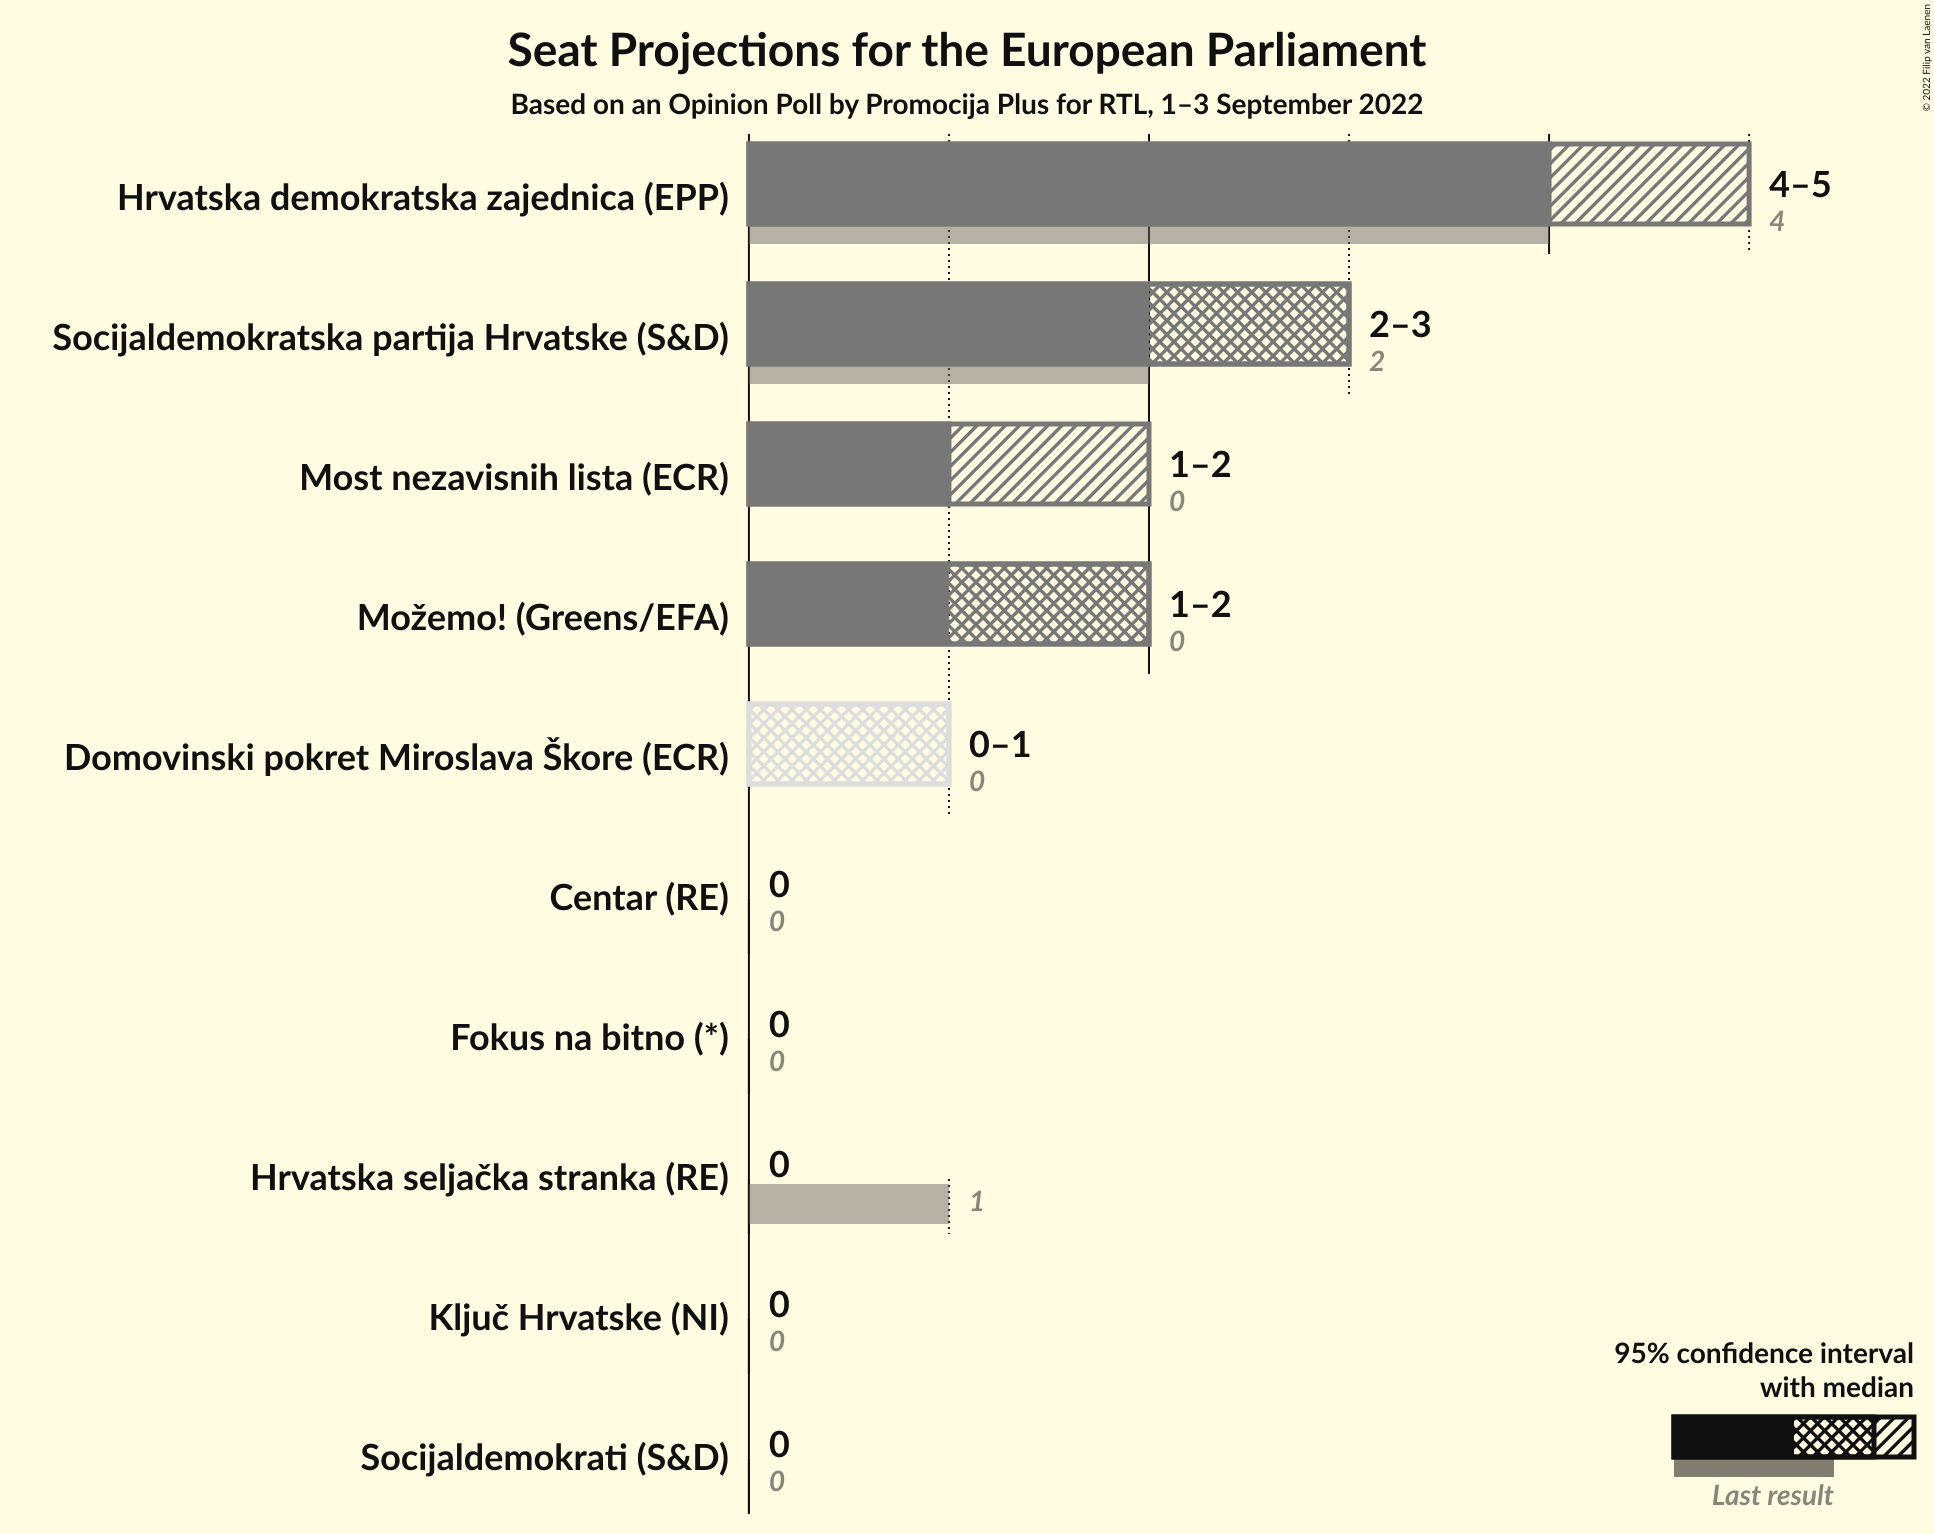 Seat Projections for the European Parliament
Based on an Opinion Poll by Promocija Plus for RTL, 1–3 September 2022
© 2022 Filip van Laenen
Hrvatska demokratska zajednica (EPP)
4–5
4
Socijaldemokratska partija Hrvatske (S&D)
2–3
2
Most nezavisnih lista (ECR)
1–2
0
Možemo! (Greens/EFA)
1–2
0
Domovinski pokret Miroslava Škore (ECR)
0–1
0
Centar (RE)
0
0
Fokus na bitno (*)
0
0
Hrvatska seljačka stranka (RE)
0
1
Ključ Hrvatske (NI)
0
0
Socijaldemokrati (S&D)
0
0
95% confidence interval
with median
Last result